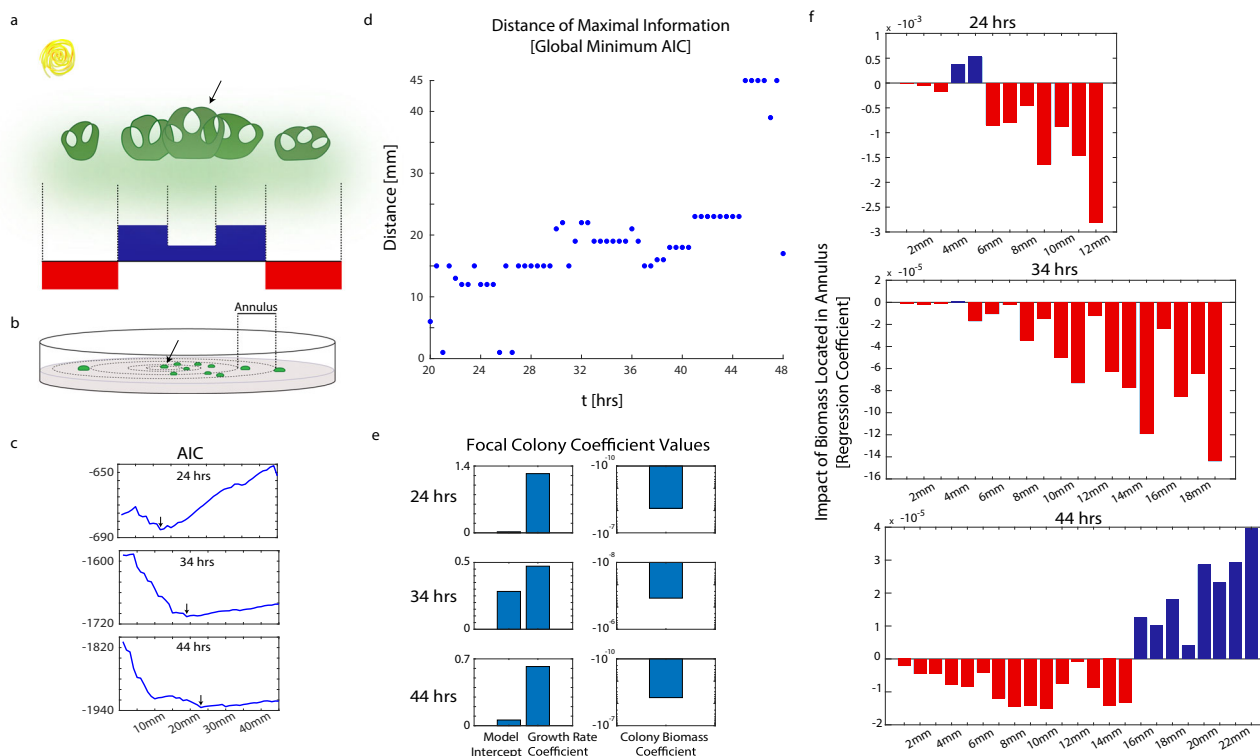 a
b
Annulus
c
AIC
-650
24 hrs
-690
-1600
34 hrs
-1720
-1820
44 hrs
-1940
10mm 20mm 30mm 40mm
d
Distance of Maximal Information
[Global Minimum AIC]
Distance [mm]
45
40
30
20
10
0
20 24 28 32 36 40 44 48
t [hrs]
e
Focal Colony Coefficient Values
24 hrs
1.4
0
-10^-10
-10^-7
34 hrs
0.5
0
-10^-8
-10^-6
44 hrs
0.7
0
-10^-10
-10^-7
Model Growth Rate Colony Biomass
Intercept Coefficient Coefficient
f
Impact of Biomass Located in Annulus
[Regression Coefficient]
x 10^-3
24 hrs
1
0.5
0
-0.5
-1
-1.5
-2
-2.5
-3
2mm 4mm 6mm 8mm 10mm 12mm
x 10^-5
34 hrs
2
0
-2
-4
-6
-8
-10
-12
-14
-16
2mm 4mm 6mm 8mm 10mm 12mm 14mm 16mm 18mm
x 10^-5
44 hrs
4
3
2
1
0
-1
-2
2mm 4mm 6mm 8mm 10mm 12mm 14mm 16mm 18mm 20mm 22mm